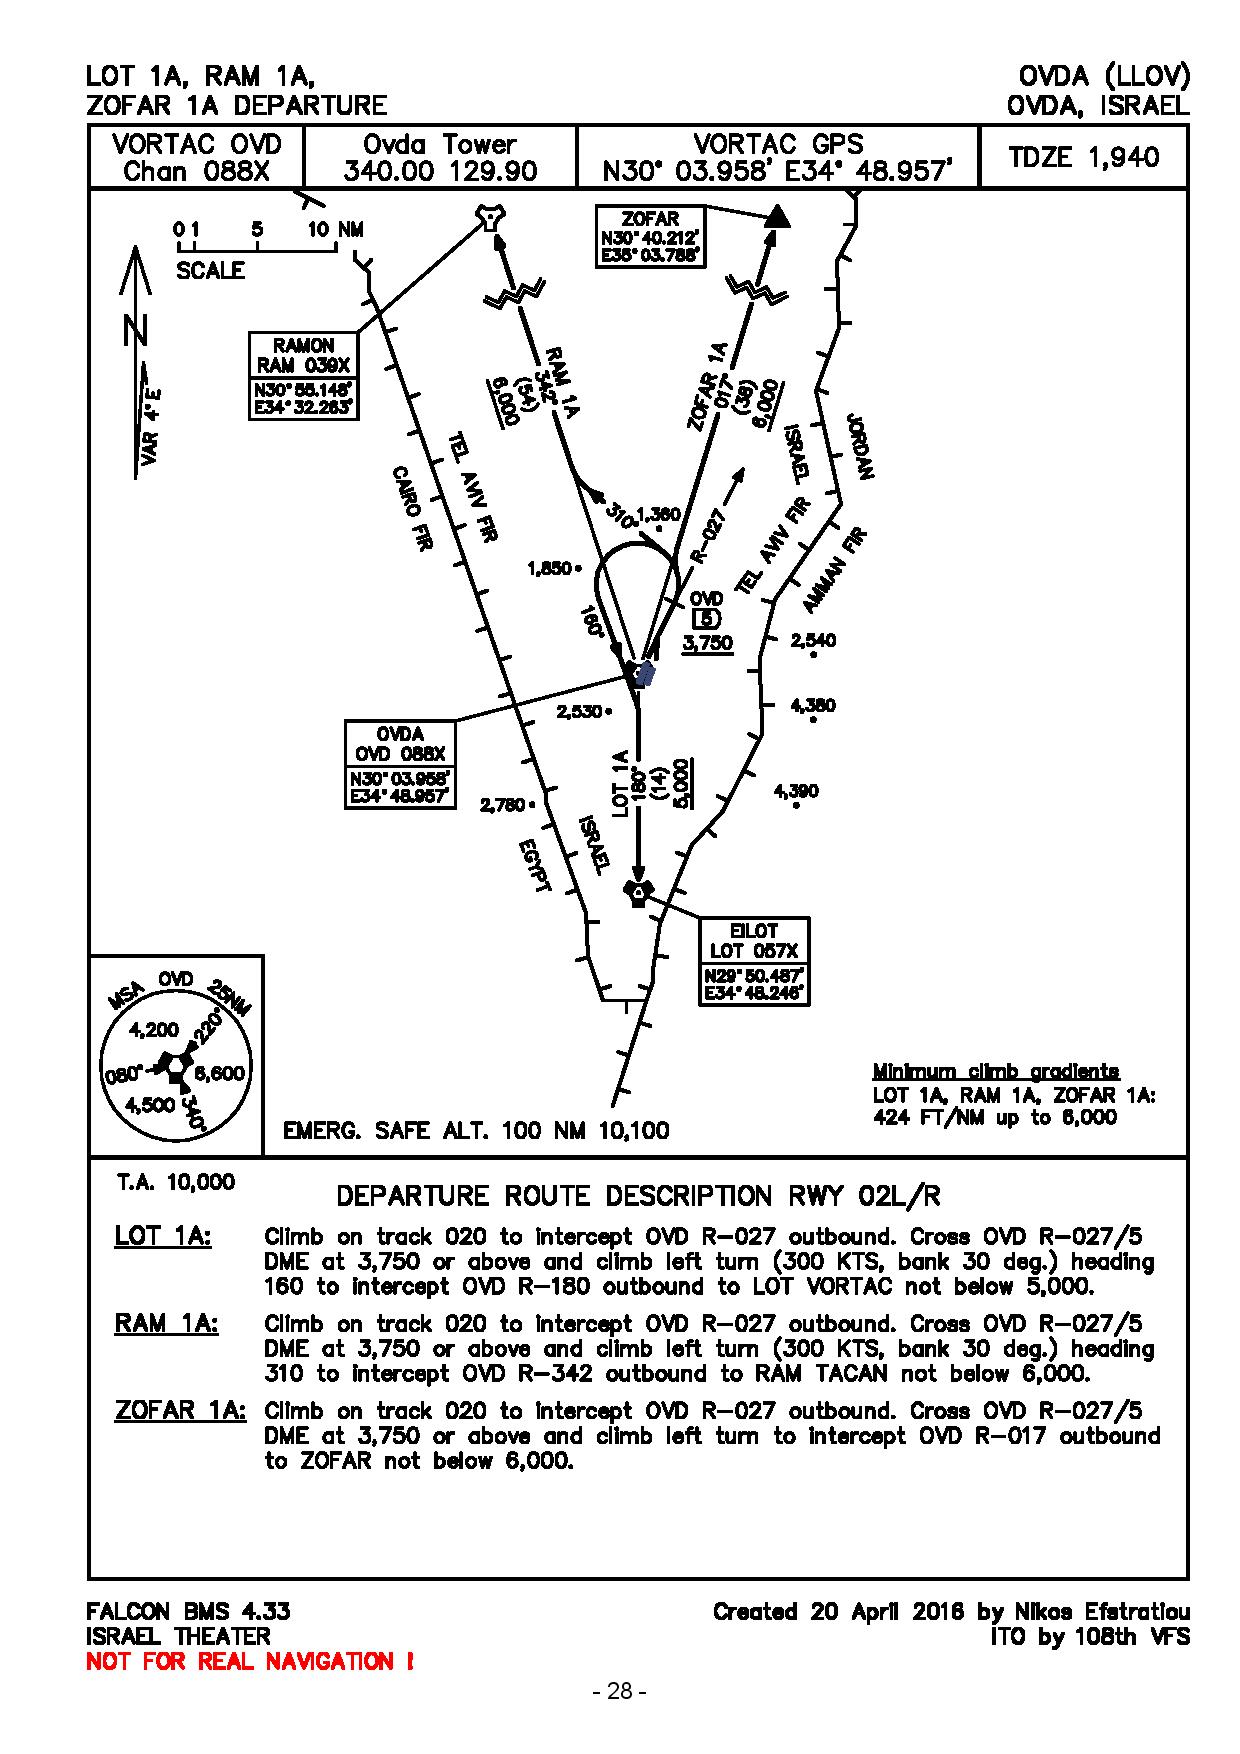 LOT 1A, RAM 1A,
ZOFAR 1A DEPARTURE
OVDA (LLOV)
OVDA, ISRAEL
VORTAC OVD
Chan 088X
Ovda Tower
340.00 129.90
VORTAC GPS
N30° 03.958' E34° 48.957'
TDZE 1,940
0 1 5 10 NM
SCALE
N
VAR 4° E
ZOFAR
N30° 40.212'
E35° 03.788'
RAMON
RAM 039X
N30° 55.148'
E34° 32.263'
RAM 1A
342°
(54)
6,000
ZOFAR 1A
017°
(38)
6,000
ISRAEL
JORDAN
TEL AVIV FIR
CAIRO FIR
310°
1,360
R-027
TEL AVIV FIR
AMMAN FIR
1,850
160°
OVD
5
3,750
2,540
2,530
4,380
OVDA
OVD 088X
N30° 03.958'
E34° 48.957'
LOT 1A
180°
(14)
5,000
4,390
2,780
ISRAEL
EGYPT
EILOT
LOT 057X
N29° 50.487'
E34° 48.246'
MSA OVD 25NM
4,200
220°
080°
6,600
4,500
340°
EMERG. SAFE ALT. 100 NM 10,100
Minimum climb gradients
LOT 1A, RAM 1A, ZOFAR 1A:
424 FT/NM up to 6,000
T.A. 10,000
DEPARTURE ROUTE DESCRIPTION RWY 02L/R
LOT 1A: Climb on track 020 to intercept OVD R-027 outbound. Cross OVD R-027/5
DME at 3,750 or above and climb left turn (300 KTS, bank 30 deg.) heading
160 to intercept OVD R-180 outbound to LOT VORTAC not below 5,000.
RAM 1A: Climb on track 020 to intercept OVD R-027 outbound. Cross OVD R-027/5
DME at 3,750 or above and climb left turn (300 KTS, bank 30 deg.) heading
310 to intercept OVD R-342 outbound to RAM TACAN not below 6,000.
ZOFAR 1A: Climb on track 020 to intercept OVD R-027 outbound. Cross OVD R-027/5
DME at 3,750 or above and climb left turn to intercept OVD R-017 outbound
to ZOFAR not below 6,000.
FALCON BMS 4.33
ISRAEL THEATER
NOT FOR REAL NAVIGATION !
Created 20 April 2016 by Nikos Efstratiou
ITO by 108th VFS
- 28 -